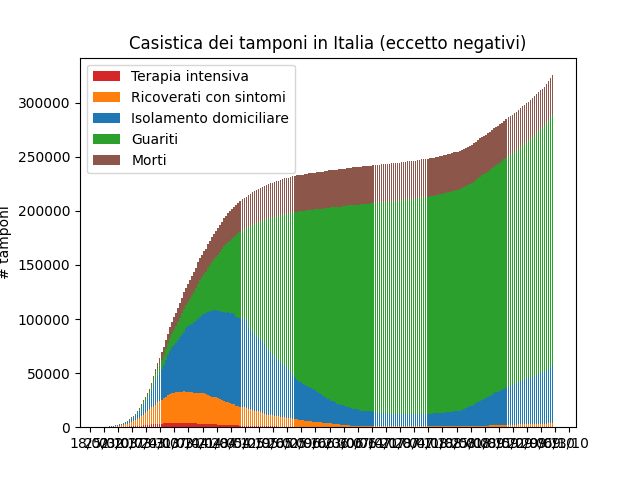 Casistica dei tamponi in Italia (eccetto negativi)
Terapia intensiva
Ricoverati con sintomi
Isolamento domiciliare
Guariti
Morti
# tamponi
300000
250000
200000
150000
100000
50000
0